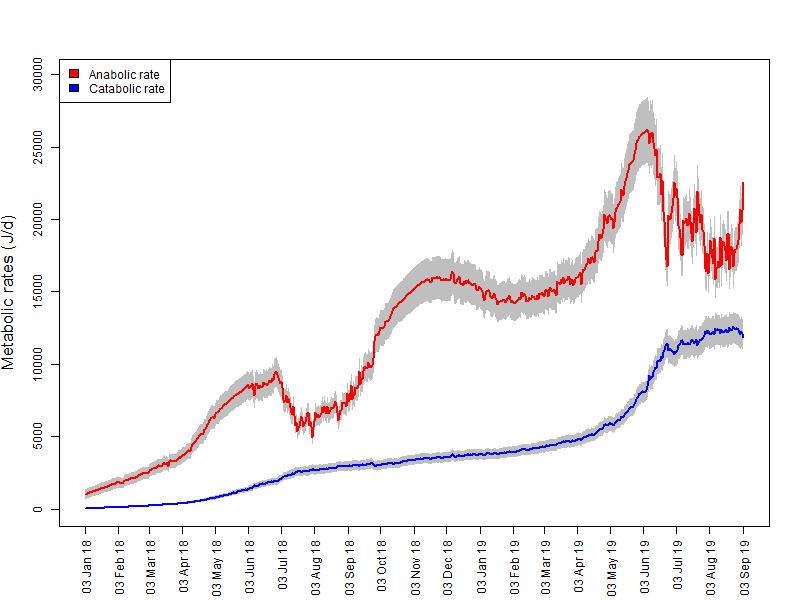 Anabolic rate
Catabolic rate
Metabolic rates (J/d)
30000
25000
20000
15000
10000
5000
0
03 Jan 18
03 Feb 18
03 Mar 18
03 Apr 18
03 May 18
03 Jun 18
03 Jul 18
03 Aug 18
03 Sep 18
03 Oct 18
03 Nov 18
03 Dec 18
03 Jan 19
03 Feb 19
03 Mar 19
03 Apr 19
03 May 19
03 Jun 19
03 Jul 19
03 Aug 19
03 Sep 19